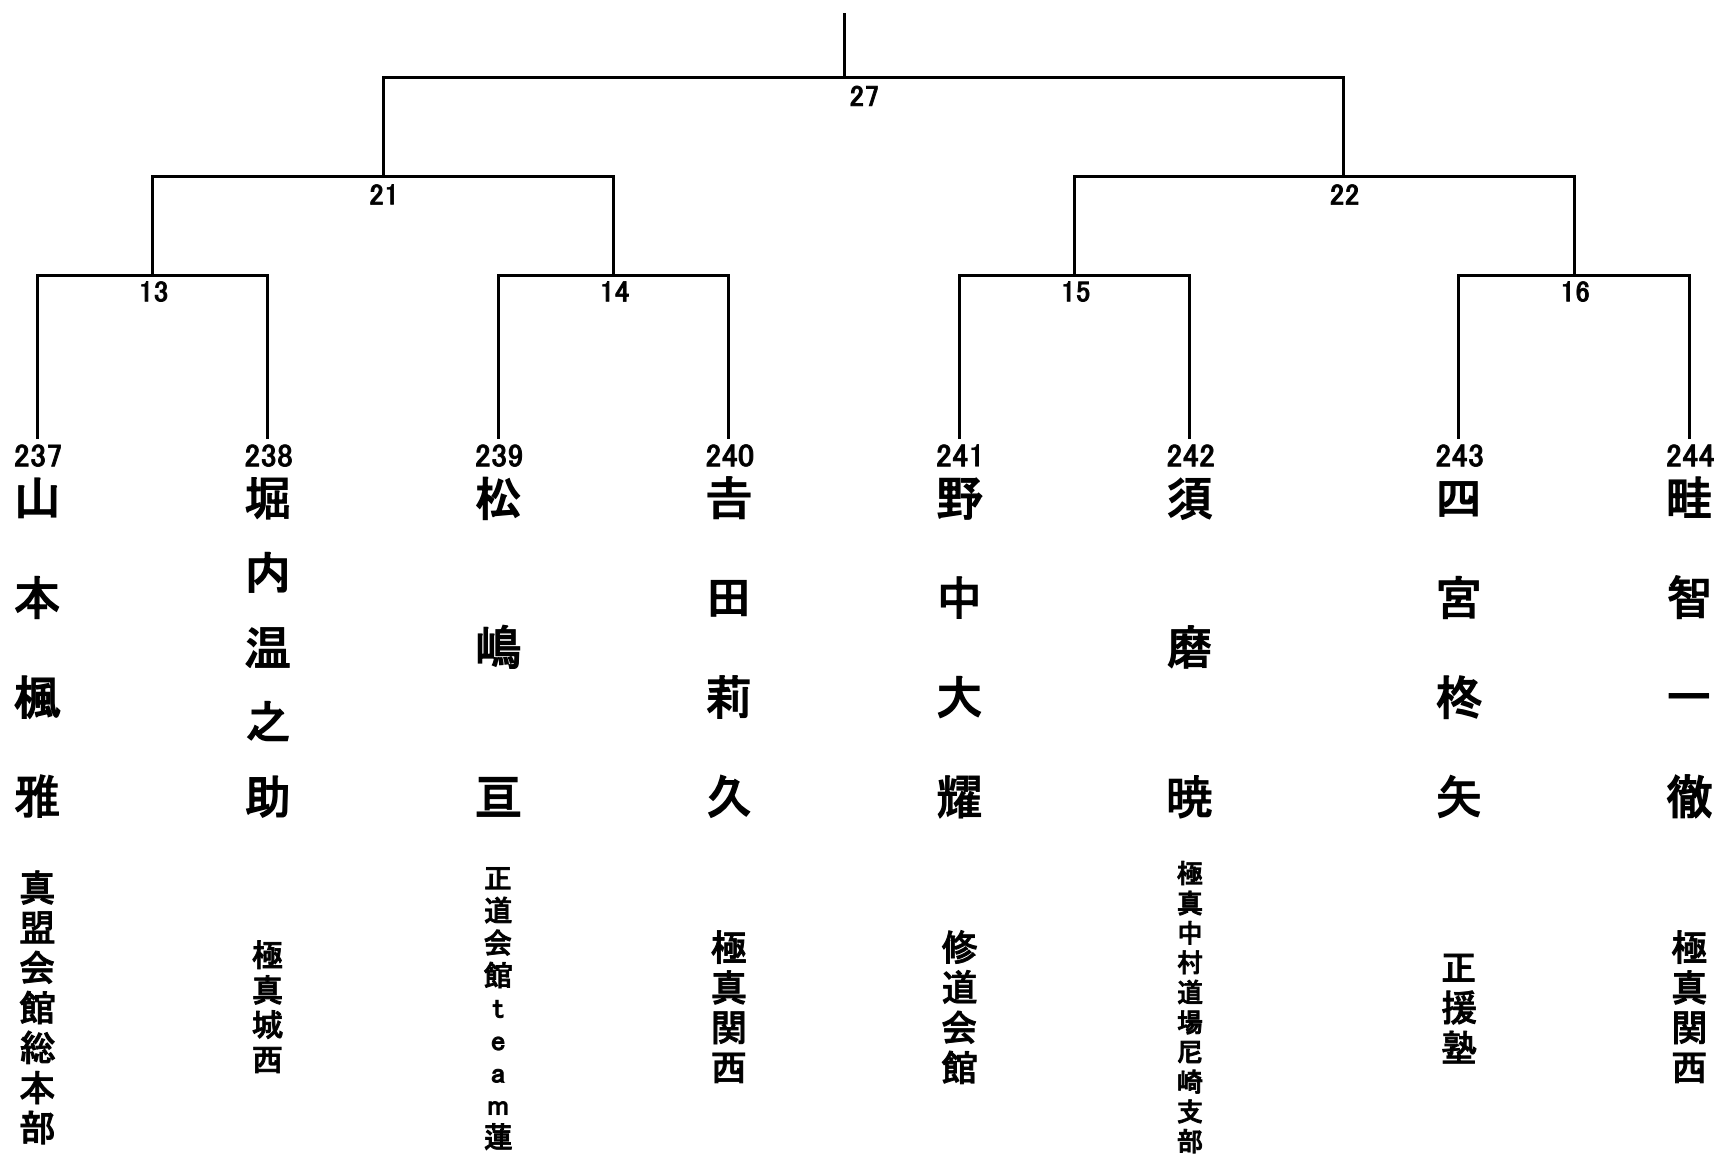 27
21
22
13
14
15
16
237
山本楓雅
真盟会館総本部
238
堀内温之助
極真城西
239
松嶋亘
正道会館team蓮
240
𠮷田莉久
極真関西
241
野中大耀
修道会館
242
須磨暁
極真中村道場尼崎支部
243
四宮柊矢
正援塾
244
畦智一徹
極真関西